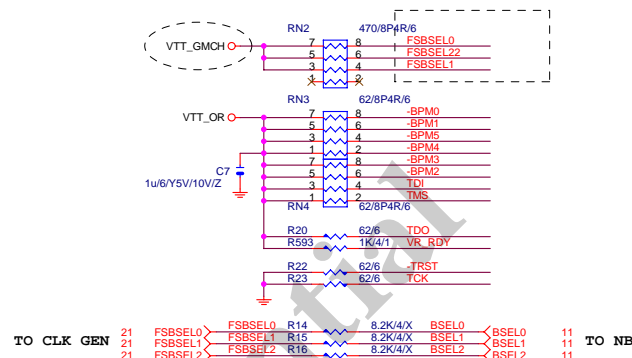 RN2 470/8P4R/6
VTT_GMCH 7 8 FSBSEL0
5 6 FSBSEL22
3 4 FSBSEL1
1 2
RN3 62/8P4R/6
VTT_OR 7 8 -BPM0
5 6 -BPM1
3 4 -BPM5
1 2 -BPM4
7 8 -BPM3
C7 5 6 -BPM2
1u/6/Y5V/10V/Z 3 4 TDI
1 2 TMS
RN4 62/8P4R/6
R20 62/6 TDO
R593 1K/4/1 VR_RDY
R22 62/6 -TRST
R23 62/6 TCK
21 FSBSEL0 FSBSEL0 R14 8.2K/4/X BSEL0 BSEL0 11
TO CLK GEN 21 FSBSEL1 FSBSEL1 R15 8.2K/4/X BSEL1 BSEL1 11 TO NB
21 FSBSEL2 FSBSEL2 R16 8.2K/4/X BSEL2 BSEL2 11
ntial